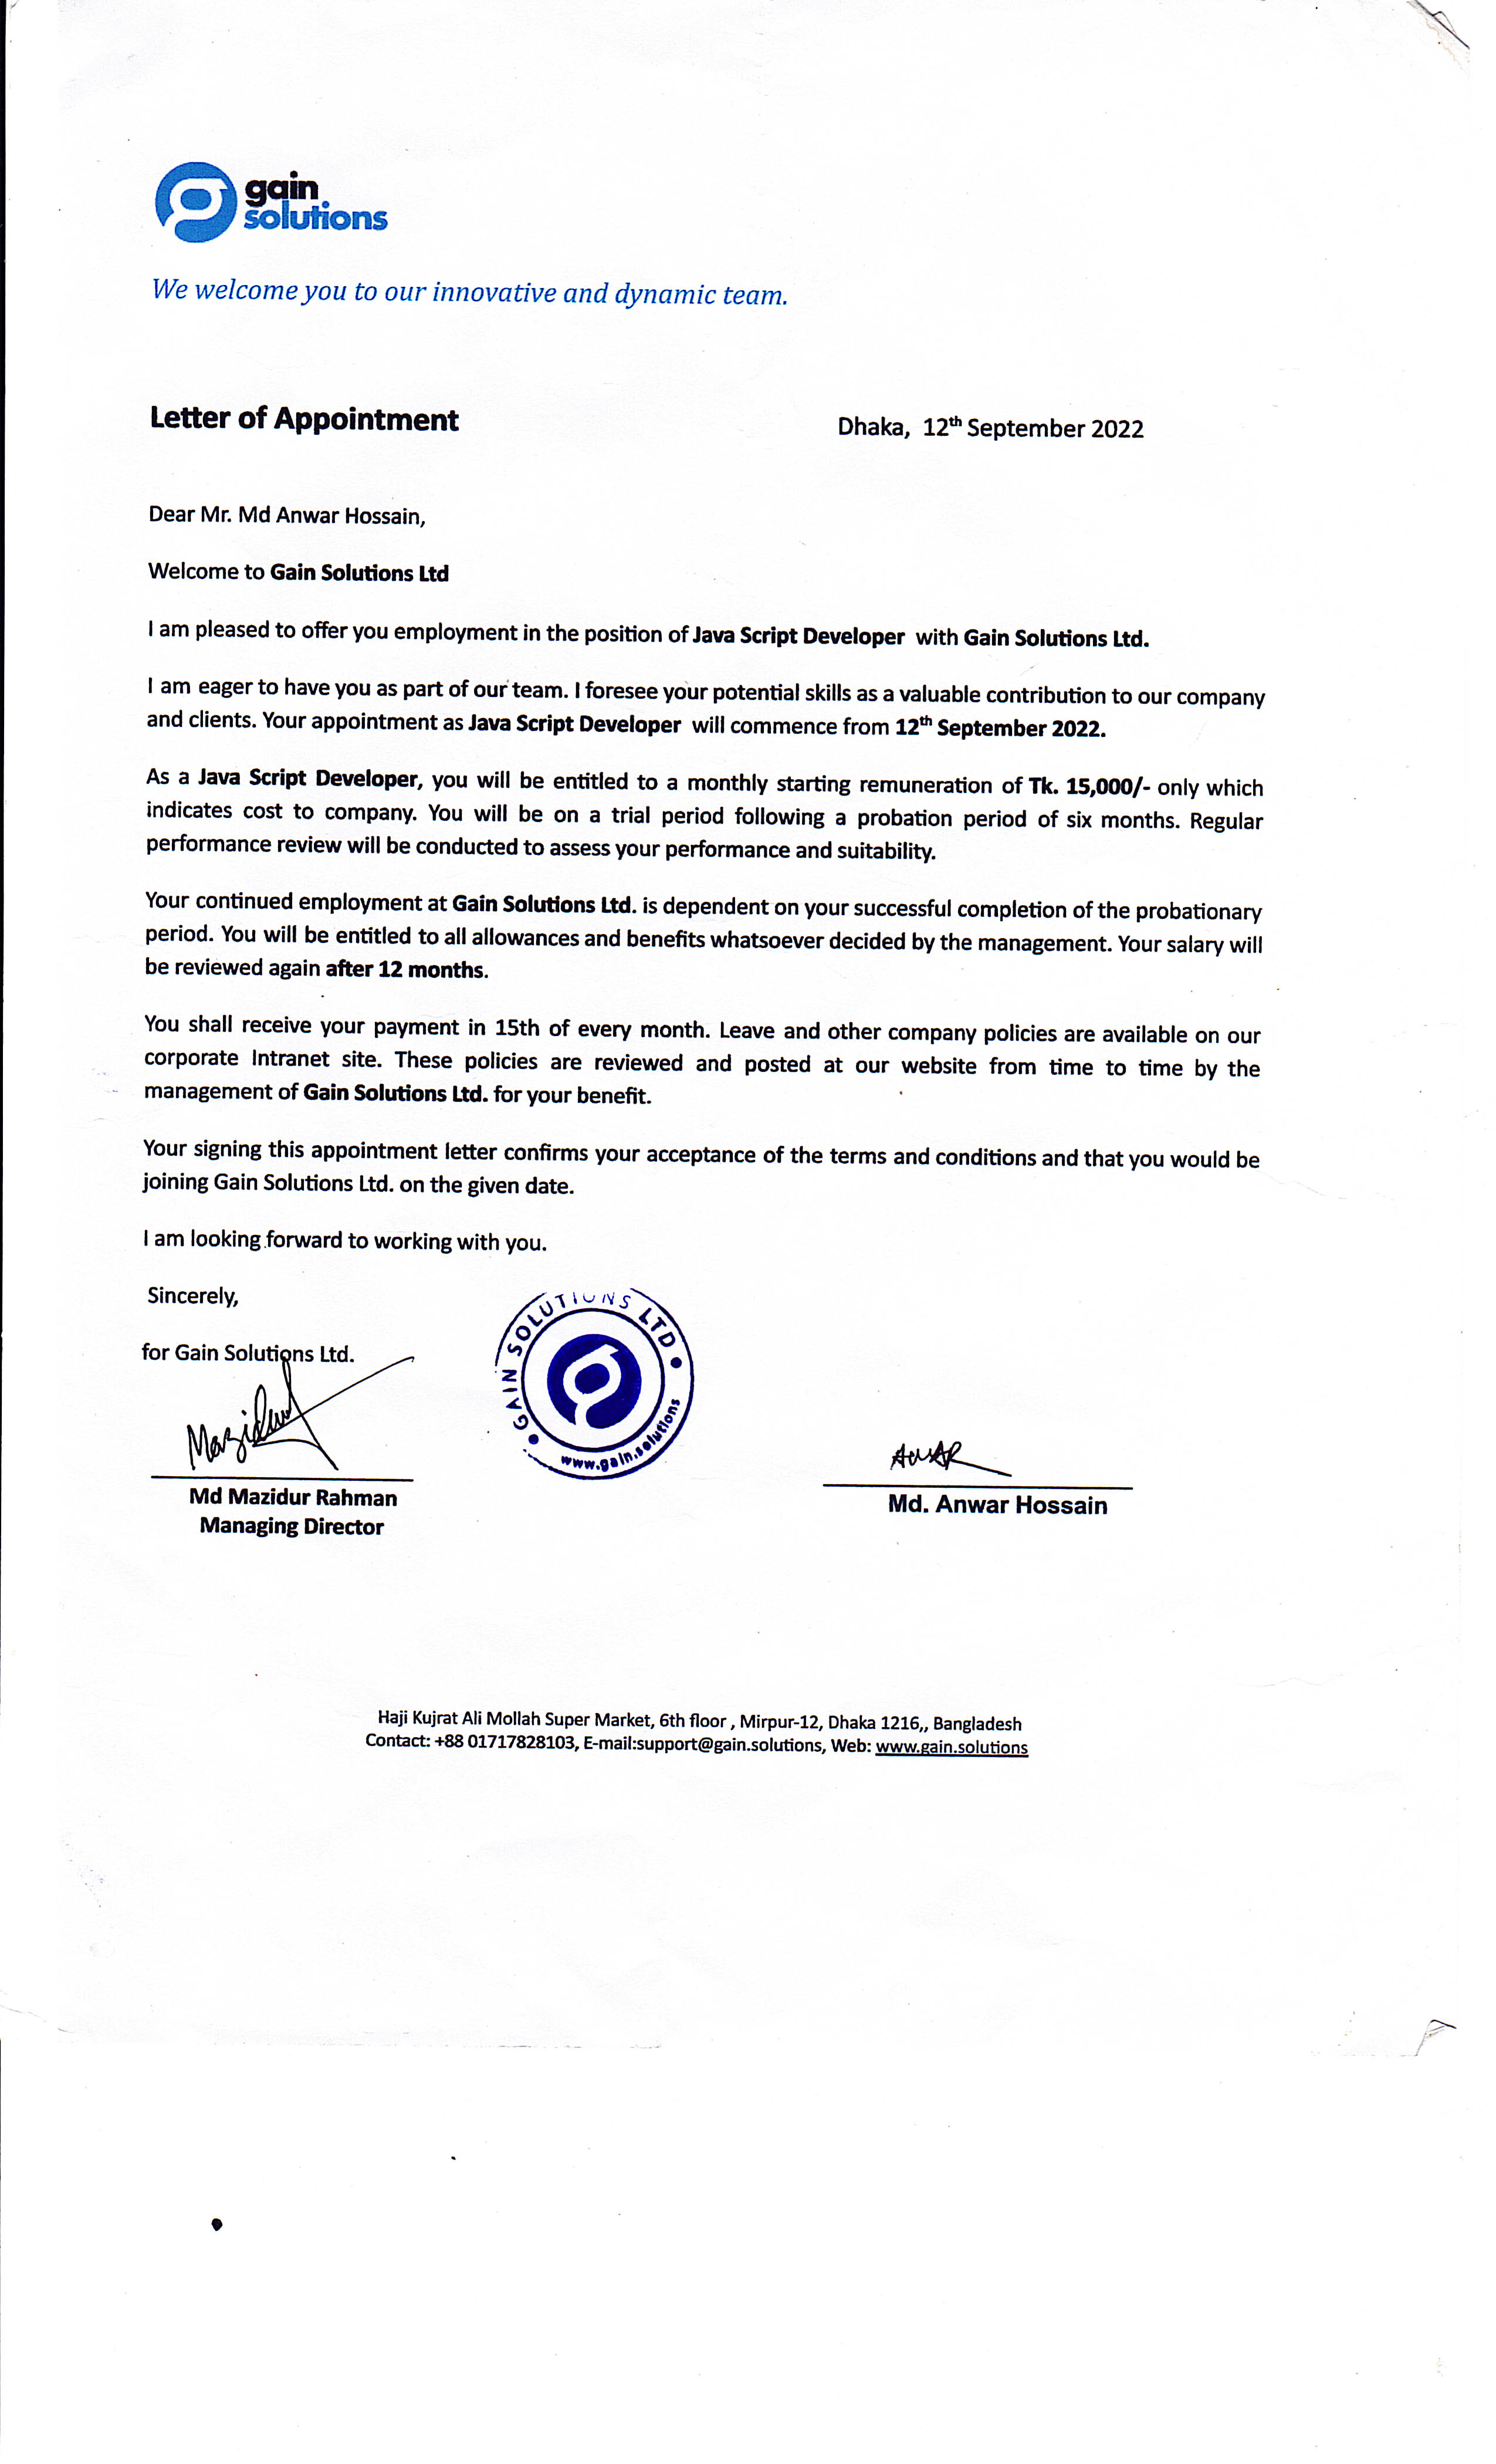 gain
solutions
We welcome you to our innovative and dynamic team.
Letter of Appointment
Dhaka, 12th September 2022
Dear Mr. Md Anwar Hossain,
Welcome to Gain Solutions Ltd
I am pleased to offer you employment in the position of Java Script Developer with Gain Solutions Ltd.
I am eager to have you as part of our team. I foresee your potential skills as a valuable contribution to our company
and clients. Your appointment as Java Script Developer will commence from 12th September 2022.
As a Java Script Developer, you will be entitled to a monthly starting remuneration of Tk. 15,000/- only which
indicates cost to company. You will be on a trial period following a probation period of six months. Regular
performance review will be conducted to assess your performance and suitability.
Your continued employment at Gain Solutions Ltd. is dependent on your successful completion of the probationary
period. You will be entitled to all allowances and benefits whatsoever decided by the management. Your salary will
be reviewed again after 12 months.
You shall receive your payment in 15th of every month. Leave and other company policies are available on our
corporate Intranet site. These policies are reviewed and posted at our website from time to time by the
management of Gain Solutions Ltd. for your benefit.
Your signing this appointment letter confirms your acceptance of the terms and conditions and that you would be
joining Gain Solutions Ltd. on the given date.
I am looking forward to working with you.
Sincerely,
for Gain Solutions Ltd.
GAIN SOLUTIONS LTD
www.gain.solutions
Mazidur
Anwar
Md Mazidur Rahman
Managing Director
Md. Anwar Hossain
Haji Kujrat Ali Mollah Super Market, 6th floor , Mirpur-12, Dhaka 1216,, Bangladesh
Contact: +88 01717828103, E-mail:support@gain.solutions, Web: www.gain.solutions